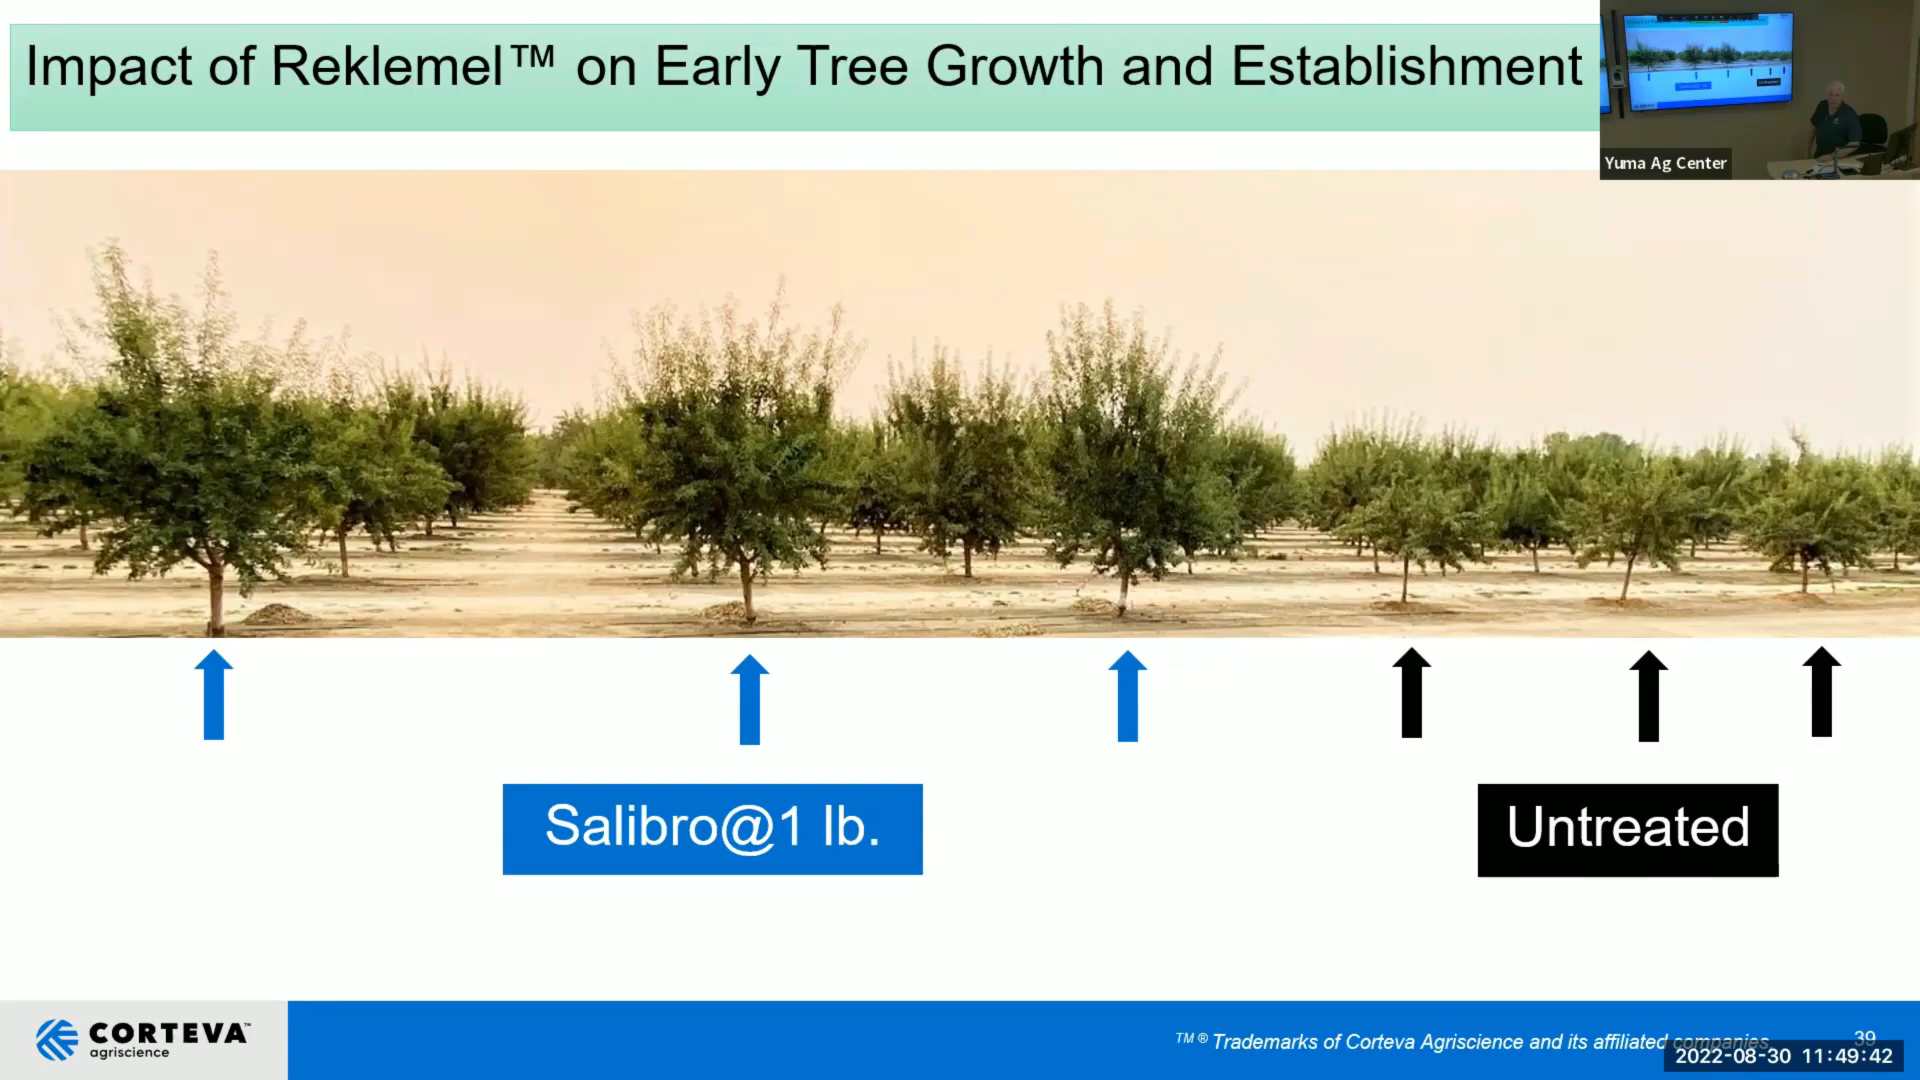 Impact of Reklemel™ on Early Tree Growth and Establishment
Yuma Ag Center
Salibro@1 lb.
Untreated
CORTEVA™
agriscience
™ ® Trademarks of Corteva Agriscience and its affiliated companies.
39
2022-08-30 11:49:42